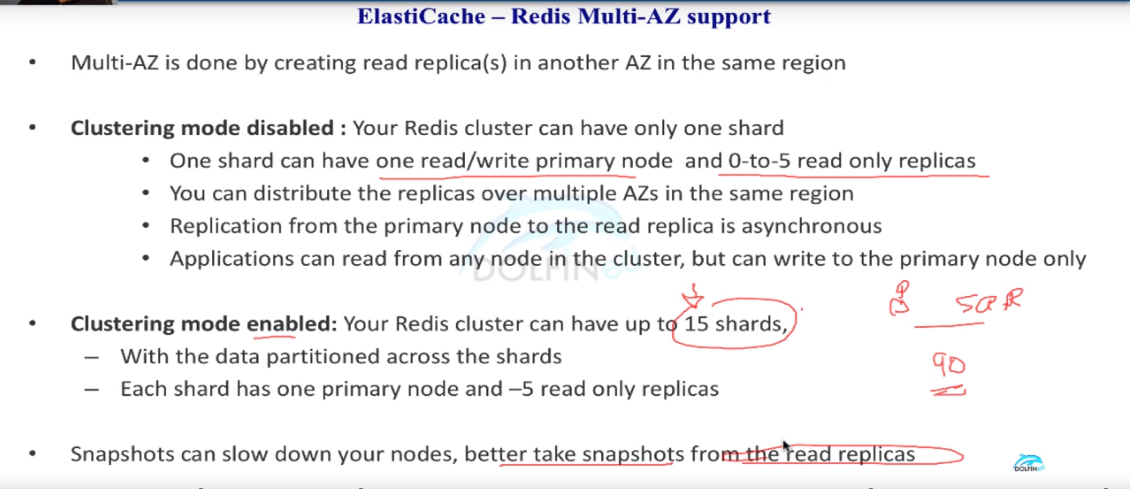 ElastiCache – Redis Multi-AZ support
• Multi-AZ is done by creating read replica(s) in another AZ in the same region
• Clustering mode disabled : Your Redis cluster can have only one shard
• One shard can have one read/write primary node and 0-to-5 read only replicas
• You can distribute the replicas over multiple AZs in the same region
• Replication from the primary node to the read replica is asynchronous
• Applications can read from any node in the cluster, but can write to the primary node only
DOLFIN
5 R R
• Clustering mode enabled: Your Redis cluster can have up to 15 shards,
– With the data partitioned across the shards
90
– Each shard has one primary node and –5 read only replicas
• Snapshots can slow down your nodes, better take snapshots from the read replicas
DOLFIN